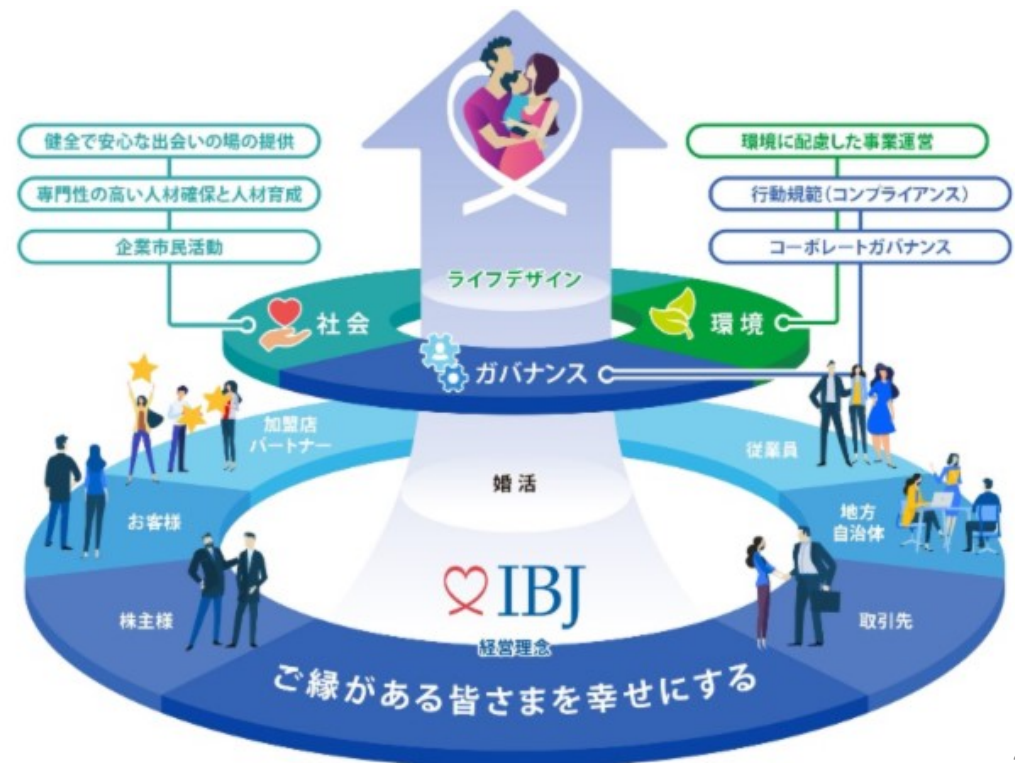 健全で安心な出会いの場の提供
専門性の高い人材確保と人材育成
企業市民活動
環境に配慮した事業運営
行動規範（コンプライアンス）
コーポレートガバナンス
ライフデザイン
社会
環境
ガバナンス
加盟店
パートナー
従業員
婚活
お客様
地方
自治体
IBJ
株主様
取引先
経営理念
ご縁がある皆さまを幸せにする